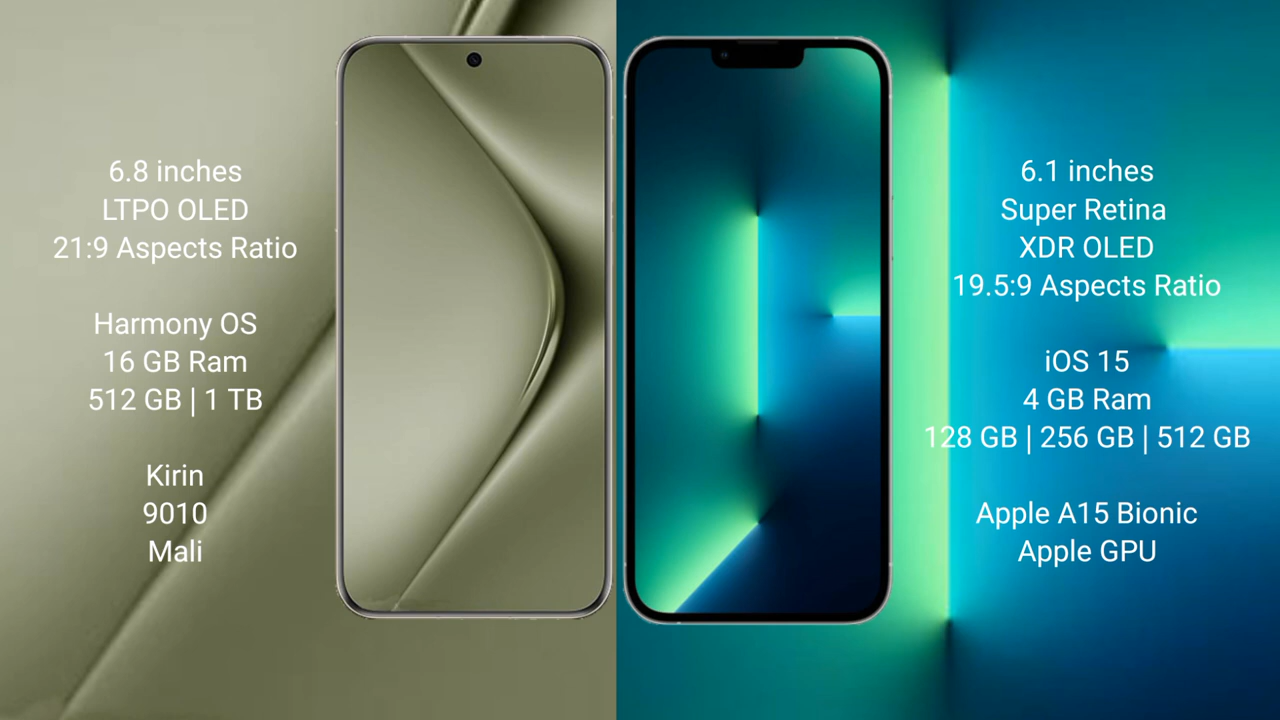 6.8 inches
LTPO OLED
21:9 Aspects Ratio
Harmony OS
16 GB Ram
512 GB | 1 TB
Kirin
9010
Mali
6.1 inches
Super Retina
XDR OLED
19.5:9 Aspects Ratio
iOS 15
4 GB Ram
128 GB | 256 GB | 512 GB
Apple A15 Bionic
Apple GPU